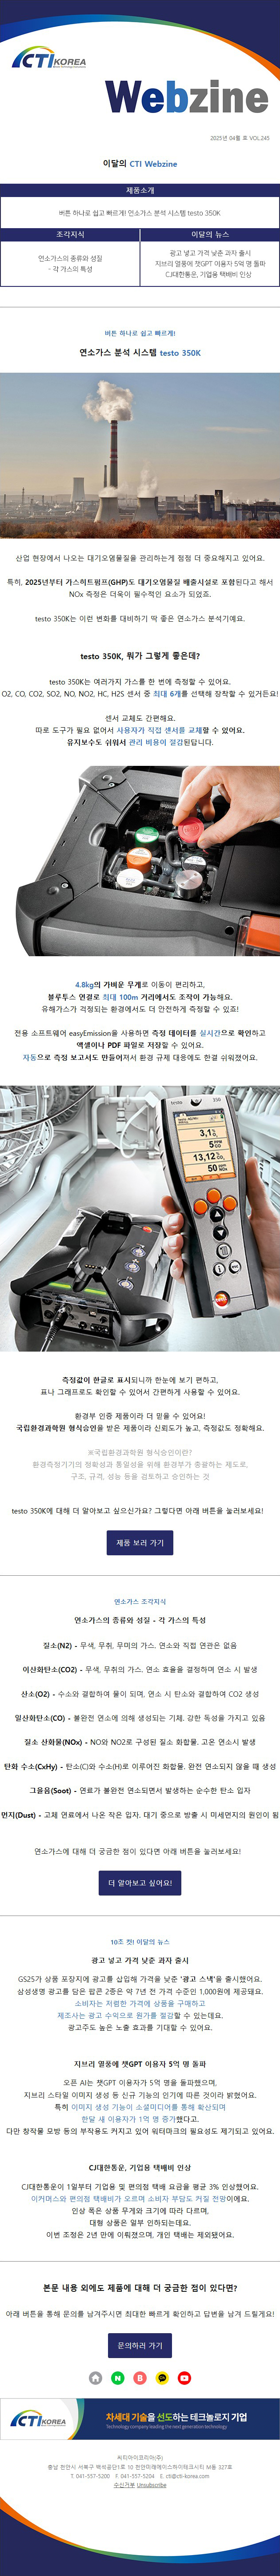 CTI KOREA
Webzine
2025년 04월 호 VOL.245
이달의 CTI Webzine
제품소개
버튼 하나로 쉽고 빠르게! 연소가스 분석 시스템 testo 350K
조각지식
이달의 뉴스
연소가스의 종류와 성질
- 각 가스의 특성
광고 넣고 가격 낮춘 과자 출시
지브리 열풍에 챗GPT 이용자 5억 명 돌파
CJ대한통운, 기업용 택배비 인상
버튼 하나로 쉽고 빠르게!
연소가스 분석 시스템 testo 350K
산업 현장에서 나오는 대기오염물질을 관리하는게 점점 더 중요해지고 있어요.
특히, 2025년부터 가스히트펌프(GHP)도 대기오염물질 배출시설로 포함된다고 해서
NOx 측정은 더욱이 필수적인 요소가 되었죠.
testo 350K는 이런 변화를 대비하기 딱 좋은 연소가스 분석기예요.
testo 350K, 뭐가 그렇게 좋은데?
testo 350K는 여러가지 가스를 한 번에 측정할 수 있어요.
O2, CO, CO2, SO2, NO, NO2, HC, H2S 센서 중 최대 6개를 선택해 장착할 수 있거든요!
센서 교체도 간편해요.
따로 도구가 필요 없어서 사용자가 직접 센서를 교체할 수 있어요.
유지보수도 쉬워서 관리 비용이 절감된답니다.
4.8kg의 가벼운 무게로 이동이 편리하고,
블루투스 연결로 최대 100m 거리에서도 조작이 가능해요.
유해가스가 걱정되는 환경에서도 더 안전하게 측정할 수 있죠!
전용 소프트웨어 easyEmission을 사용하면 측정 데이터를 실시간으로 확인하고
액셀이나 PDF 파일로 저장할 수 있어요.
자동으로 측정 보고서도 만들어져서 환경 규제 대응에도 한결 쉬워졌어요.
testo 350
3,1
5
13,12
50
측정값이 한글로 표시되니까 한눈에 보기 편하고,
표나 그래프로도 확인할 수 있어서 간편하게 사용할 수 있어요.
환경부 인증 제품이라 더 믿을 수 있어요!
국립환경과학원 형식승인을 받은 제품이라 신뢰도가 높고, 측정값도 정확해요.
※국립환경과학원 형식승인이란?
환경측정기기의 정확성과 통일성을 위해 환경부가 총괄하는 제도로,
구조, 규격, 성능 등을 검토하고 승인하는 것
testo 350K에 대해 더 알아보고 싶으신가요? 그렇다면 아래 버튼을 눌러보세요!
제품 보러 가기
연소가스 조각지식
연소가스의 종류와 성질 - 각 가스의 특성
질소(N2) - 무색, 무취, 무미의 가스. 연소와 직접 연관은 없음
이산화탄소(CO2) - 무색, 무취의 가스. 연소 효율을 결정하며 연소 시 발생
산소(O2) - 수소와 결합하여 물이 되며, 연소 시 탄소와 결합하여 CO2 생성
일산화탄소(CO) - 불완전 연소에 의해 생성되는 기체. 강한 독성을 가지고 있음
질소 산화물(NOx) - NO와 NO2로 구성된 질소 화합물. 고온 연소시 발생
탄화 수소(CxHy) - 탄소(C)와 수소(H)로 이루어진 화합물. 완전 연소되지 않을 때 생성
그을음(Soot) - 연료가 불완전 연소되면서 발생하는 순수한 탄소 입자
먼지(Dust) - 고체 연료에서 나온 작은 입자. 대기 중으로 방출 시 미세먼지의 원인이 됨
연소가스에 대해 더 궁금한 점이 있다면 아래 버튼을 눌러보세요!
더 알아보고 싶어요!
10초 컷! 이달의 뉴스
광고 넣고 가격 낮춘 과자 출시
GS25가 상품 포장지에 광고를 삽입해 가격을 낮춘 '광고 스낵'을 출시했어요.
삼성생명 광고를 담은 팝콘 2종은 약 7년 전 가격 수준인 1,000원에 제공돼요.
소비자는 저렴한 가격에 상품을 구매하고
제조사는 광고 수익으로 원가를 절감할 수 있는데요.
광고주도 높은 노출 효과를 기대할 수 있어요.
지브리 열풍에 챗GPT 이용자 5억 명 돌파
오픈 AI는 챗GPT 이용자가 5억 명을 돌파했으며,
지브리 스타일 이미지 생성 등 신규 기능의 인기에 따른 것이라 밝혔어요.
특히 이미지 생성 기능이 소셜미디어를 통해 확산되며
한달 새 이용자가 1억 명 증가했다고.
다만 창작물 모방 등의 부작용도 커지고 있어 워터마크의 필요성도 제기되고 있어요.
CJ대한통운, 기업용 택배비 인상
CJ대한통운이 1일부터 기업용 및 편의점 택배 요금을 평균 3% 인상했어요.
이커머스와 편의점 택배비가 오르며 소비자 부담도 커질 전망이에요.
인상 폭은 상품 무게와 크기에 따라 다르며,
대형 상품은 일부 인하되는데요.
이번 조정은 2년 만에 이뤄졌으며, 개인 택배는 제외됐어요.
본문 내용 외에도 제품에 대해 더 궁금한 점이 있다면?
아래 버튼을 통해 문의를 남겨주시면 최대한 빠르게 확인하고 답변을 남겨 드릴게요!
문의하러 가기
CTI KOREA
차세대 기술을 선도하는 테크놀로지 기업
Technology company leading the next generation technology
씨티아이코리아(주)
충남 천안시 서북구 백석공단1로 10 천안미래에이스하이테크시티 M동 327호
T. 041-557-5200 F. 041-557-5204 E. cti@cti-korea.com
수신거부 Unsubscribe